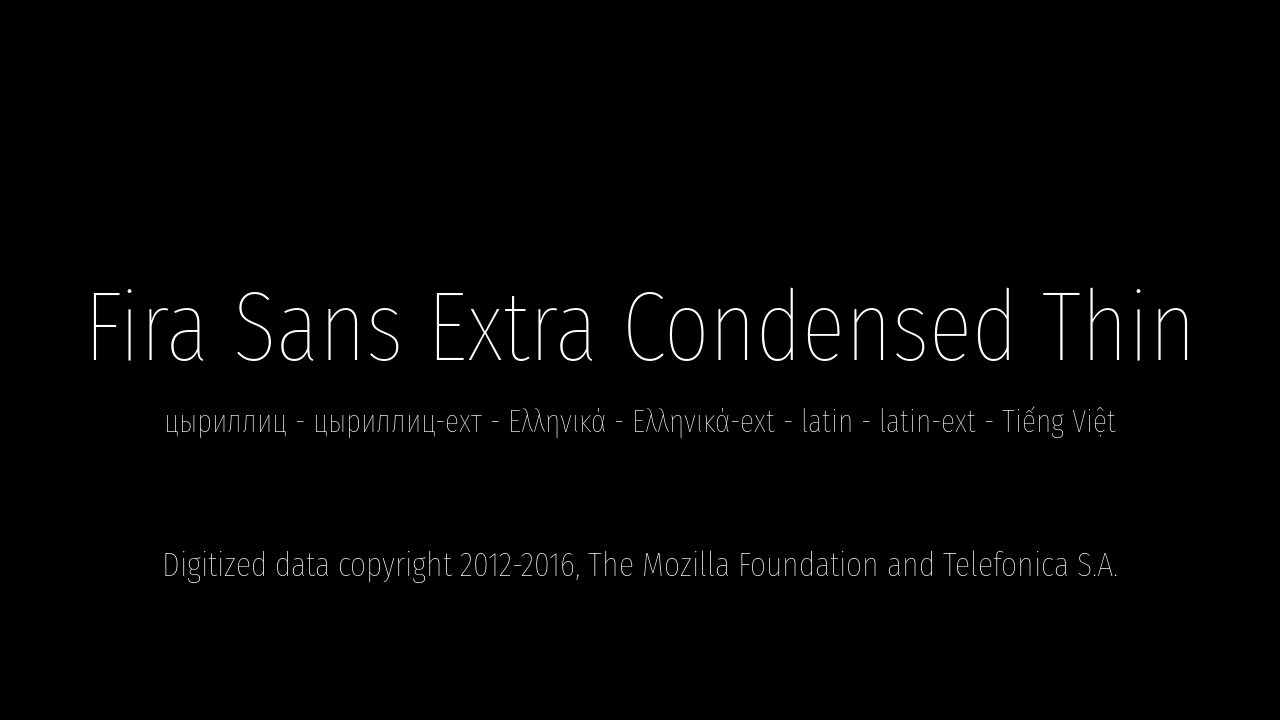 Fira Sans Extra Condensed Thin
цыриллиц - цыриллиц-ехт - Ελληνικά - Ελληνικά-ext - latin - latin-ext - Tiếng Việt
Digitized data copyright 2012-2016, The Mozilla Foundation and Telefonica S.A.